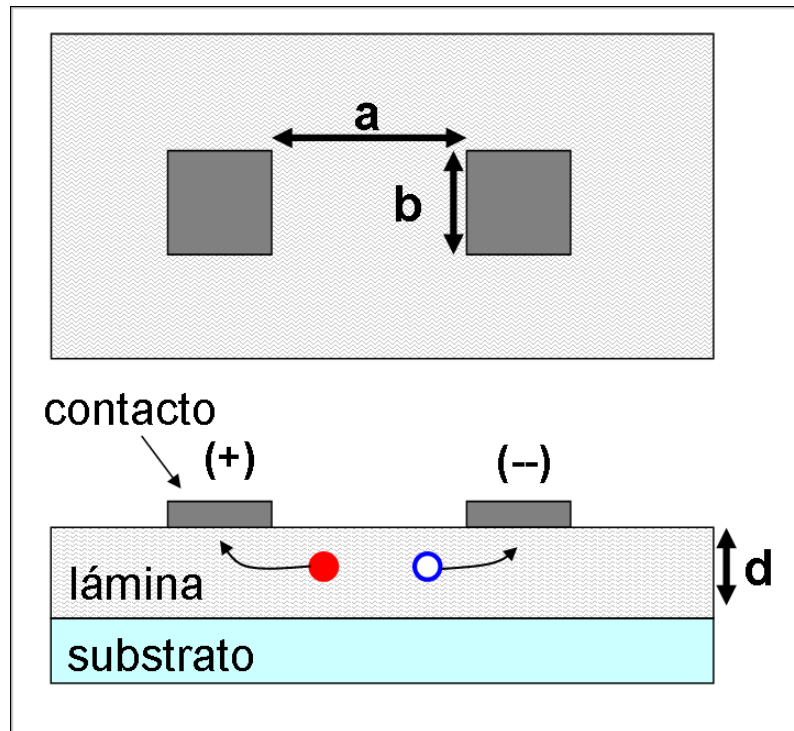 a
b
contacto
(+)
(--)
lámina
d
substrato